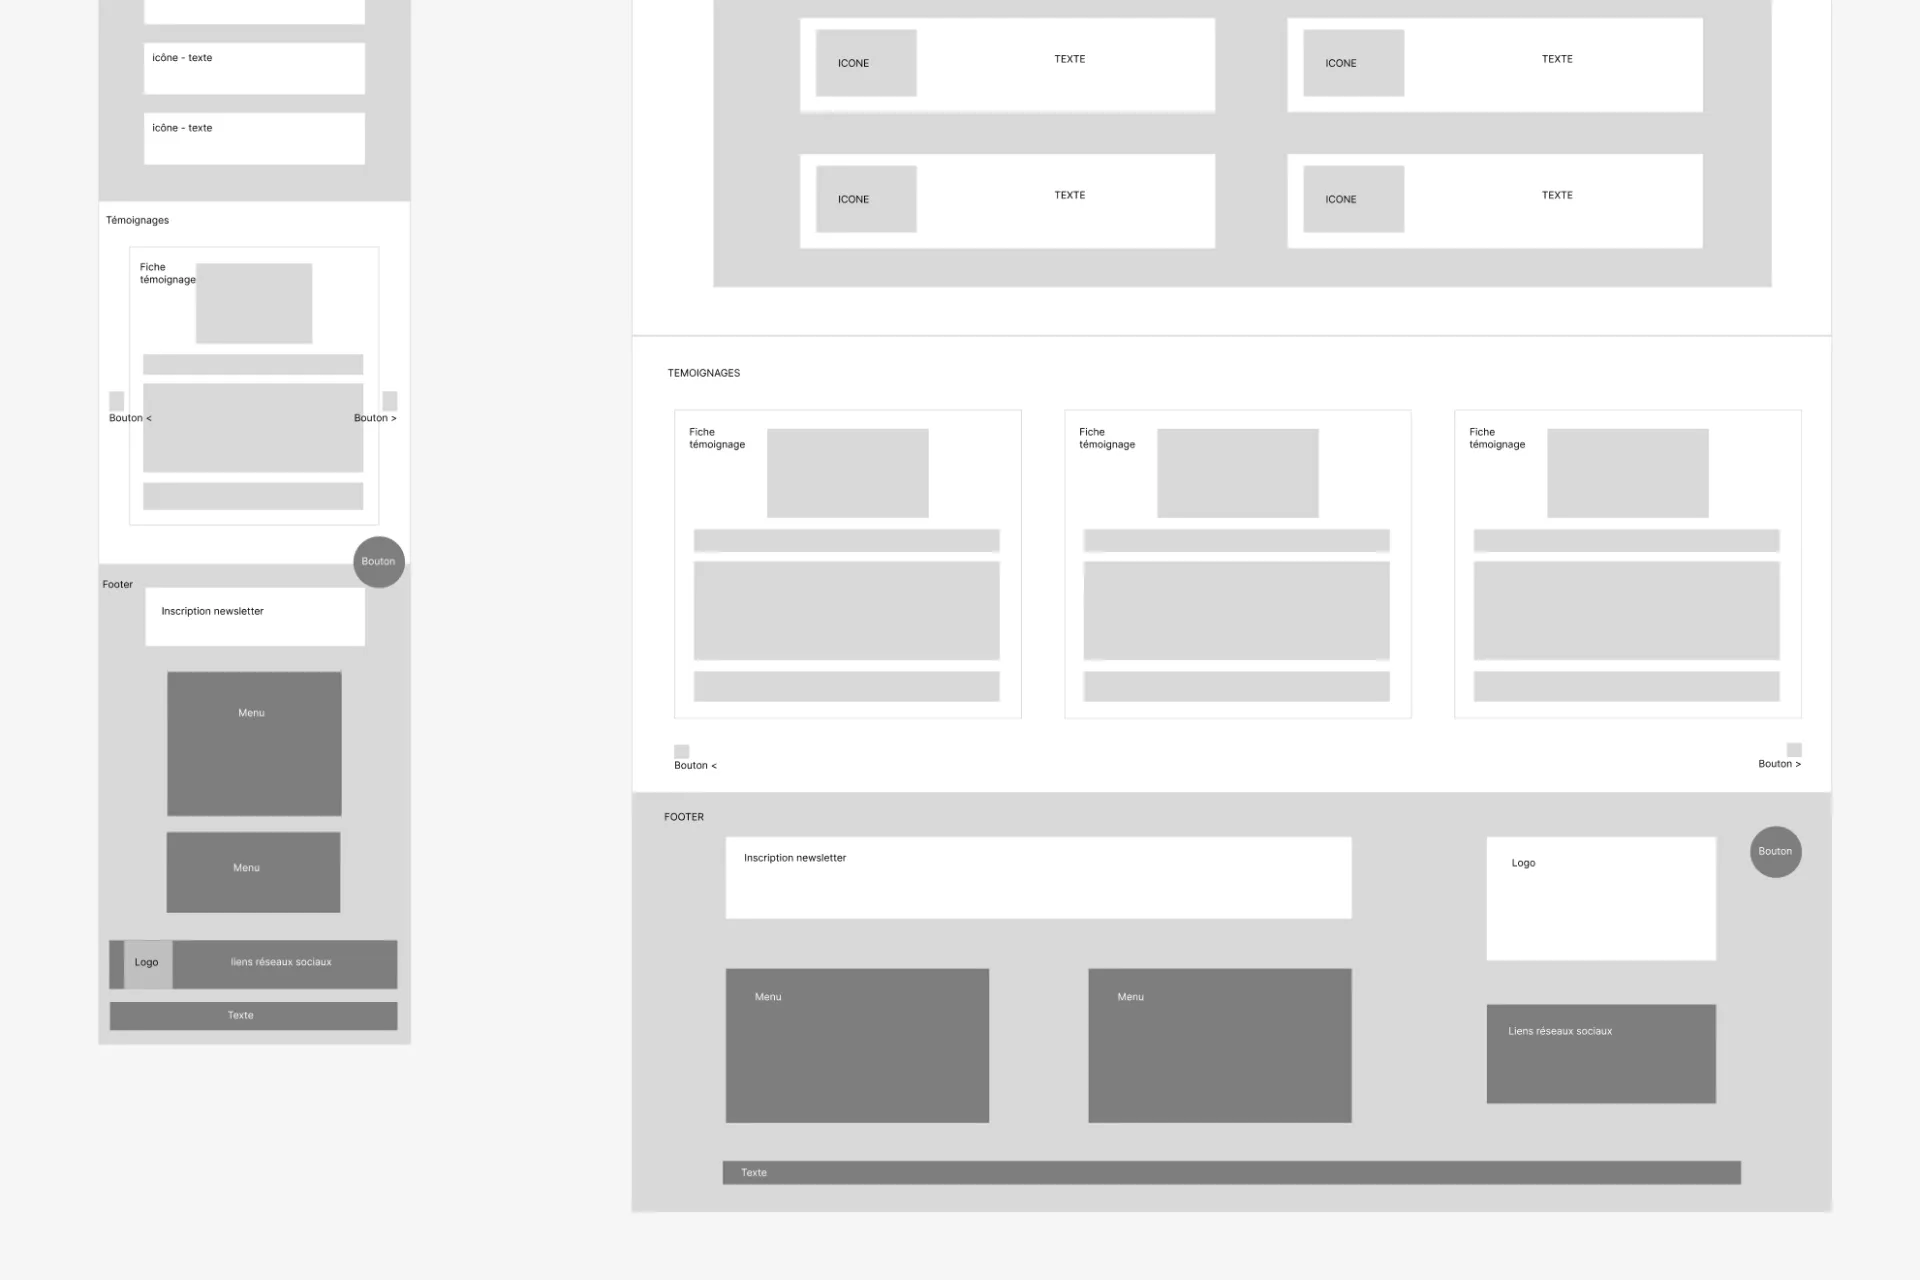 icône - texte
icône - texte
Témoignages
Fiche
témoignage
Bouton <
Bouton >
Bouton
Footer
Inscription newsletter
Menu
Menu
Logo
liens réseaux sociaux
Texte
ICONE
TEXTE
ICONE
TEXTE
ICONE
TEXTE
ICONE
TEXTE
TEMOIGNAGES
Fiche
témoignage
Fiche
témoignage
Fiche
témoignage
Bouton <
Bouton >
FOOTER
Inscription newsletter
Logo
Bouton
Menu
Menu
Liens réseaux sociaux
Texte